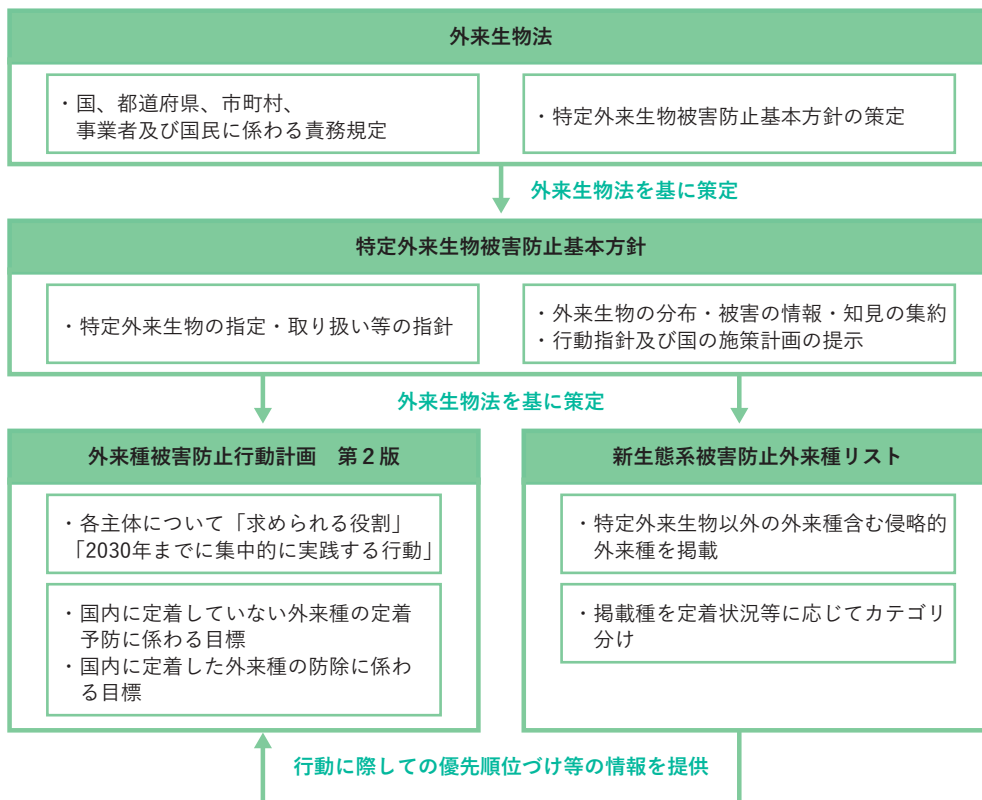 外来生物法
・国、都道府県、市町村、
事業者及び国民に係わる責務規定
・特定外来生物被害防止基本方針の策定
外来生物法を基に策定
特定外来生物被害防止基本方針
・特定外来生物の指定・取り扱い等の指針
・外来生物の分布・被害の情報・知見の集約
・行動指針及び国の施策計画の提示
外来生物法を基に策定
外来種被害防止行動計画　第２版
・各主体について「求められる役割」
「2030年までに集中的に実践する行動」
・国内に定着していない外来種の定着
予防に係わる目標
・国内に定着した外来種の防除に係わ
る目標
新生態系被害防止外来種リスト
・特定外来生物以外の外来種含む侵略的
外来種を掲載
・掲載種を定着状況等に応じてカテゴリ
分け
行動に際しての優先順位づけ等の情報を提供